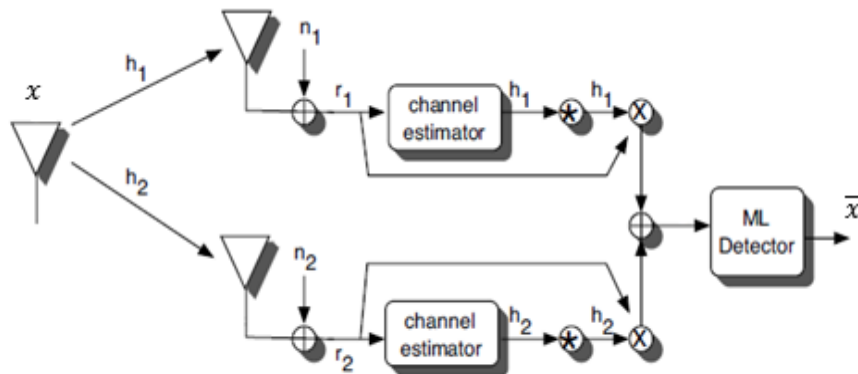 n₁
h₁
x
r₁
channel
estimator
h₁
*
h₁
X
h₂
ML
Detector
x̅
n₂
r₂
channel
estimator
h₂
*
h₂
X